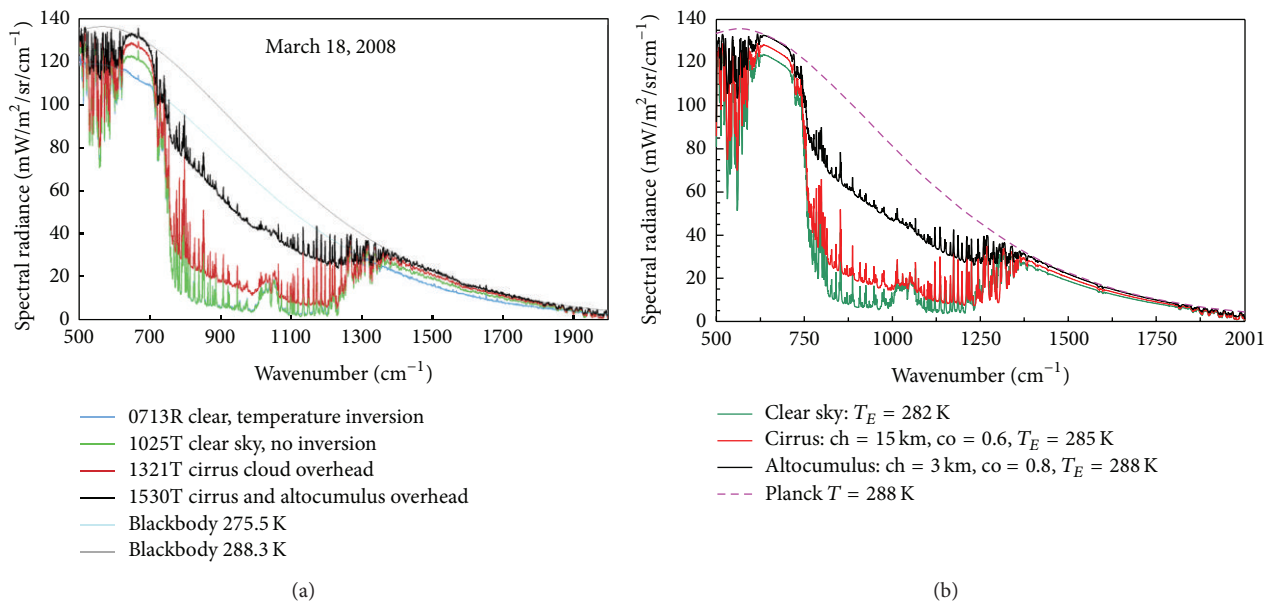 140
120
100
80
60
40
20
0
Spectral radiance (mW/m²/sr/cm⁻¹)
March 18, 2008
500 700 900 1100 1300 1500 1700 1900
Wavenumber (cm⁻¹)
0713R clear, temperature inversion
1025T clear sky, no inversion
1321T cirrus cloud overhead
1530T cirrus and altocumulus overhead
Blackbody 275.5 K
Blackbody 288.3 K
(a)
140
120
100
80
60
40
20
0
Spectral radiance (mW/m²/sr/cm⁻¹)
500 750 1000 1250 1500 1750 2001
Wavenumber (cm⁻¹)
Clear sky: T_E = 282 K
Cirrus: ch = 15 km, co = 0.6, T_E = 285 K
Altocumulus: ch = 3 km, co = 0.8, T_E = 288 K
Planck T = 288 K
(b)